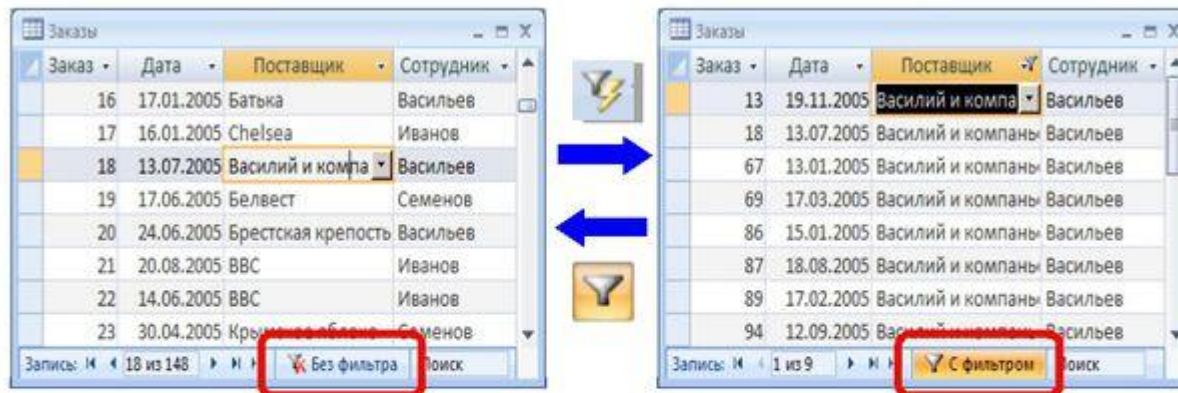 Заказы
Заказ Дата Поставщик Сотрудник
16 17.01.2005 Батька Васильев
17 16.01.2005 Chelsea Иванов
18 13.07.2005 Василий и компа Васильев
19 17.06.2005 Белвест Семенов
20 24.06.2005 Брестская крепость Васильев
21 20.08.2005 BBC Иванов
22 14.06.2005 BBC Иванов
23 30.04.2005
Запись: 18 из 148 Без фильтра Поиск
Заказы
Заказ Дата Поставщик Сотрудник
13 19.11.2005 Василий и компа Васильев
18 13.07.2005 Василий и компань Васильев
67 13.01.2005 Василий и компань Васильев
69 17.03.2005 Василий и компань Васильев
86 15.01.2005 Василий и компань Васильев
87 18.08.2005 Василий и компань Васильев
89 17.02.2005 Василий и компань Васильев
94 12.09.2005 Василий и Васильев
Запись: 1 из 9 С фильтром Поиск